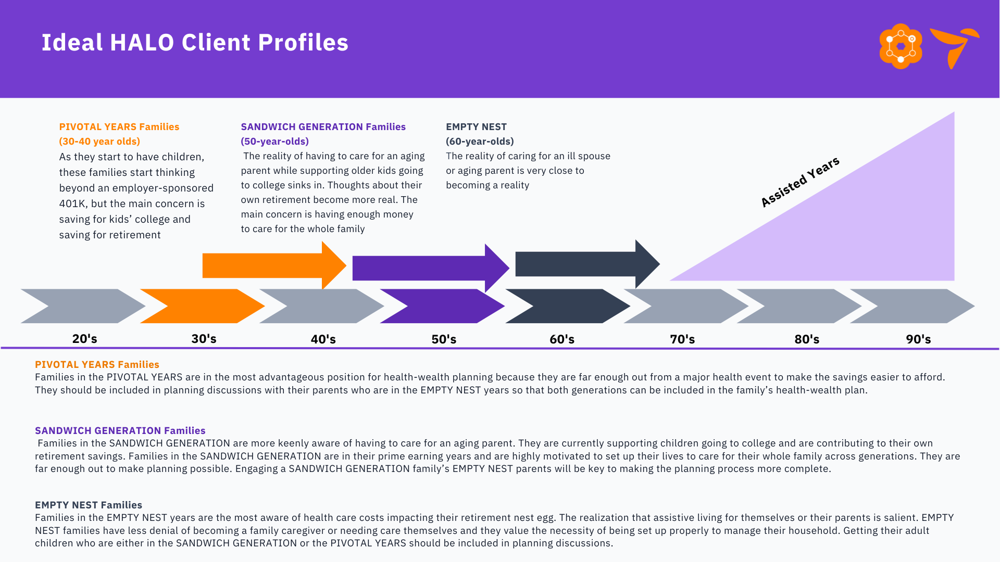 Ideal HALO Client Profiles
PIVOTAL YEARS Families
(30-40 year olds)
As they start to have children,
these families start thinking
beyond an employer-sponsored
401K, but the main concern is
saving for kids’ college and
saving for retirement
SANDWICH GENERATION Families
(50-year-olds)
The reality of having to care for an aging
parent while supporting older kids going
to college sinks in. Thoughts about their
own retirement become more real. The
main concern is having enough money
to care for the whole family
EMPTY NEST
(60-year-olds)
The reality of caring for an ill spouse
or aging parent is very close to
becoming a reality
Assisted Years
20's
30's
40's
50's
60's
70's
80's
90's
PIVOTAL YEARS Families
Families in the PIVOTAL YEARS are in the most advantageous position for health-wealth planning because they are far enough out from a major health event to make the savings easier to afford.
They should be included in planning discussions with their parents who are in the EMPTY NEST years so that both generations can be included in the family’s health-wealth plan.
SANDWICH GENERATION Families
Families in the SANDWICH GENERATION are more keenly aware of having to care for an aging parent. They are currently supporting children going to college and are contributing to their own
retirement savings. Families in the SANDWICH GENERATION are in their prime earning years and are highly motivated to set up their lives to care for their whole family across generations. They are
far enough out to make planning possible. Engaging a SANDWICH GENERATION family’s EMPTY NEST parents will be key to making the planning process more complete.
EMPTY NEST Families
Families in the EMPTY NEST years are the most aware of health care costs impacting their retirement nest egg. The realization that assistive living for themselves or their parents is salient. EMPTY
NEST families have less denial of becoming a family caregiver or needing care themselves and they value the necessity of being set up properly to manage their household. Getting their adult
children who are either in the SANDWICH GENERATION or the PIVOTAL YEARS should be included in planning discussions.